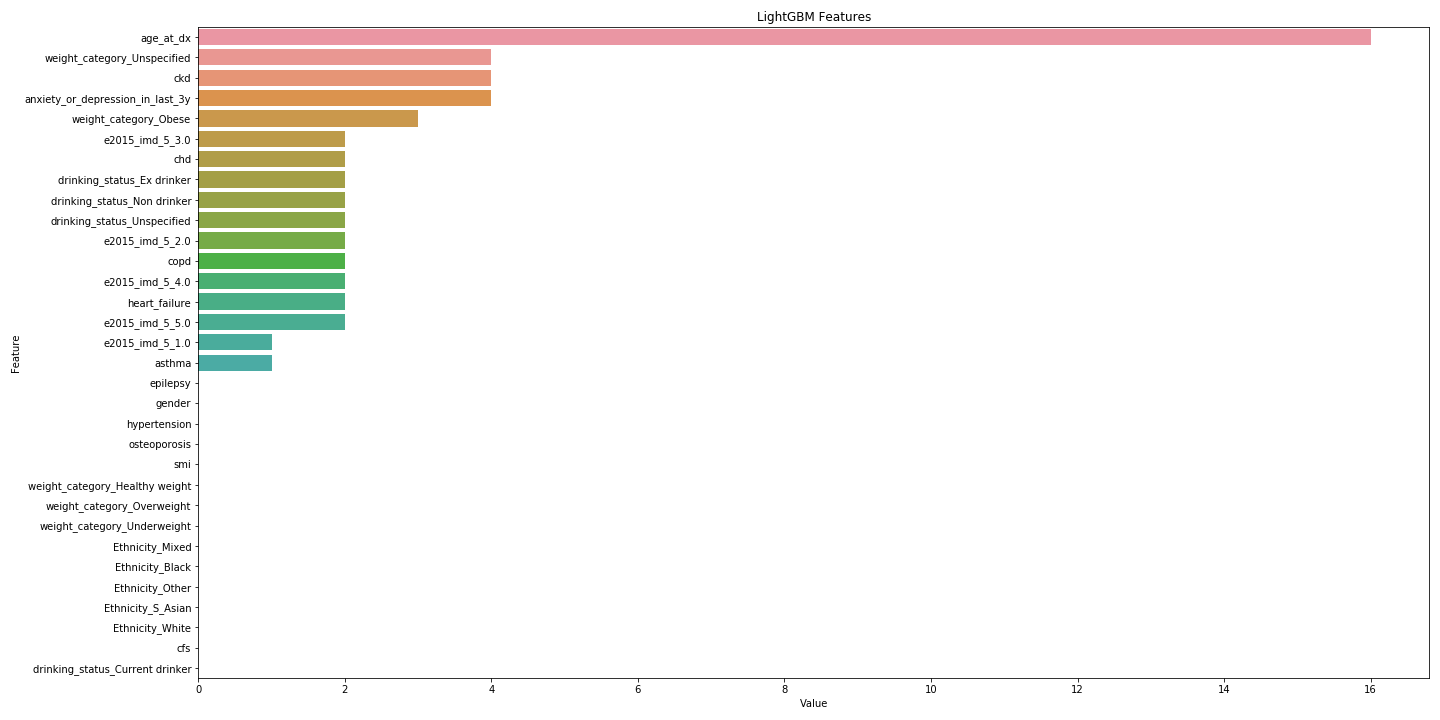 LightGBM Features
age_at_dx
weight_category_Unspecified
ckd
anxiety_or_depression_in_last_3y
weight_category_Obese
e2015_imd_5_3.0
chd
drinking_status_Ex drinker
drinking_status_Non drinker
drinking_status_Unspecified
e2015_imd_5_2.0
copd
e2015_imd_5_4.0
heart_failure
e2015_imd_5_5.0
e2015_imd_5_1.0
asthma
epilepsy
gender
hypertension
osteoporosis
smi
weight_category_Healthy weight
weight_category_Overweight
weight_category_Underweight
Ethnicity_Mixed
Ethnicity_Black
Ethnicity_Other
Ethnicity_S_Asian
Ethnicity_White
cfs
drinking_status_Current drinker
Feature
0 2 4 6 8 10 12 14 16
Value